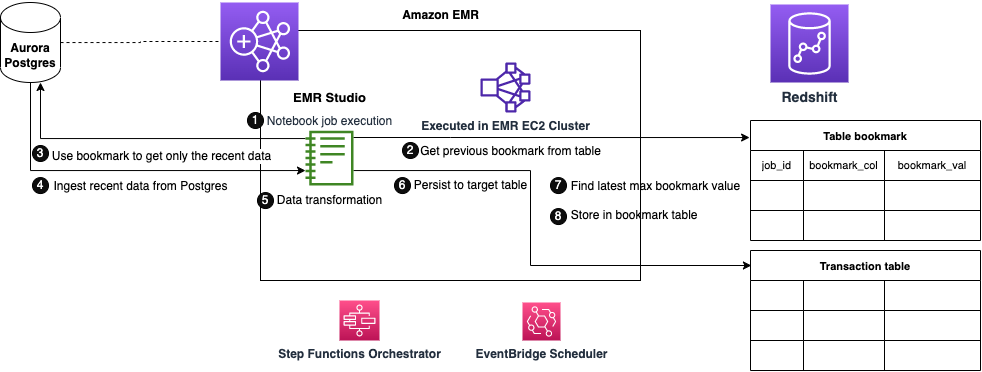 Amazon EMR
Aurora
Postgres
EMR Studio
Redshift
1 Notebook job execution
Executed in EMR EC2 Cluster
Table bookmark
3 Use bookmark to get only the recent data
2 Get previous bookmark from table
job_id bookmark_col bookmark_val
4 Ingest recent data from Postgres
6 Persist to target table
7 Find latest max bookmark value
5 Data transformation
8 Store in bookmark table
Transaction table
Step Functions Orchestrator
EventBridge Scheduler